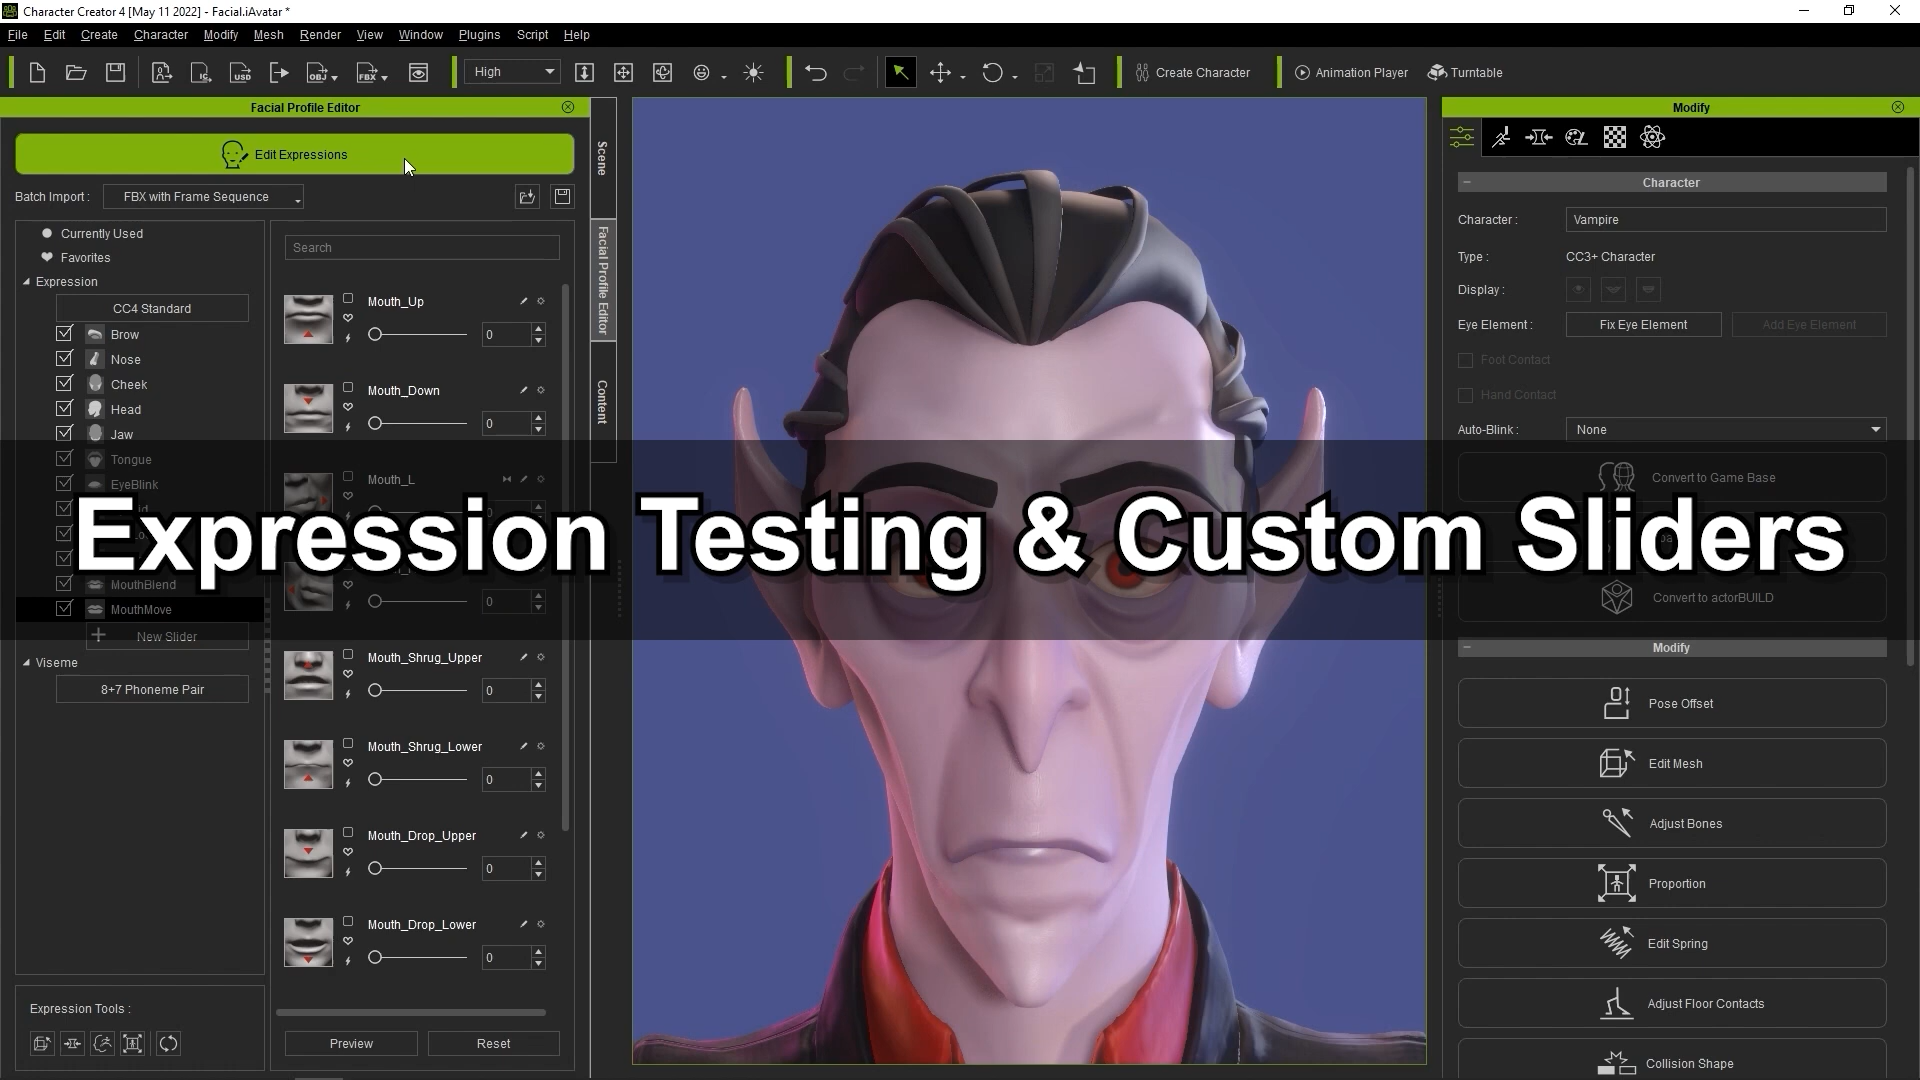 Character Creator 4 [May 11 2022] - Facial.iAvatar *
File Edit Create Character Modify Mesh Render View Window Plugins Script Help
IC USD OBJ FBX High Create Character Animation Player Turntable
Facial Profile Editor
Edit Expressions
Batch Import : FBX with Frame Sequence
Currently Used
Favorites
Expression
CC4 Standard
Brow
Nose
Cheek
Head
Jaw
Tongue
EyeBlink
MouthBlend
MouthMove
New Slider
Viseme
8+7 Phoneme Pair
Expression Tools :
Search
Mouth_Up
0
Mouth_Down
0
Mouth_L
0
0
Mouth_Shrug_Upper
0
Mouth_Shrug_Lower
0
Mouth_Drop_Upper
0
Mouth_Drop_Lower
0
Preview Reset
Scene
Facial Profile Editor
Content
Expression Testing & Custom Sliders
Modify
Character
Character : Vampire
Type : CC3+ Character
Display :
Eye Element : Fix Eye Element Add Eye Element
Foot Contact
Hand Contact
Auto-Blink : None
Convert to Game Base
Convert to actorBUILD
Modify
Pose Offset
Edit Mesh
Adjust Bones
Proportion
Edit Spring
Adjust Floor Contacts
Collision Shape